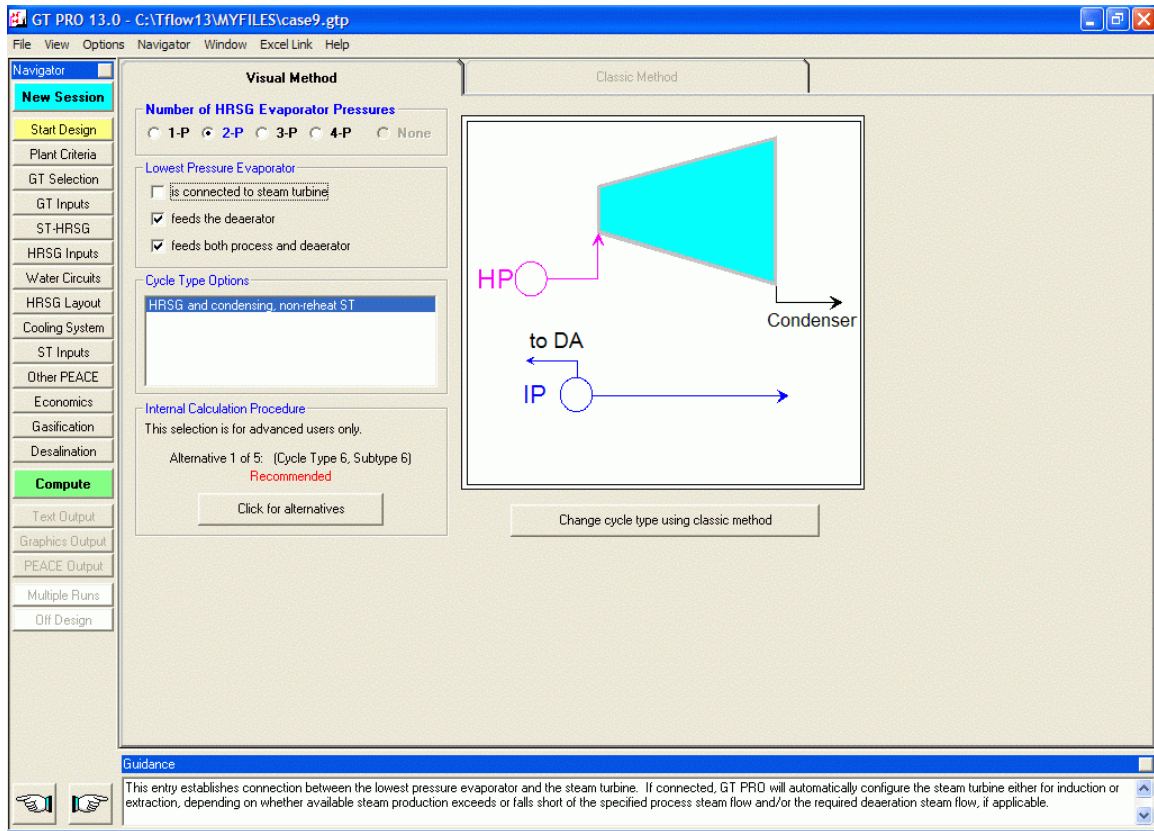 GT PRO 13.0 - C:\Tflow13\MYFILES\case9.gtp
File View Options Navigator Window Excel Link Help
Navigator
New Session
Start Design
Plant Criteria
GT Selection
GT Inputs
ST-HRSG
HRSG Inputs
Water Circuits
HRSG Layout
Cooling System
ST Inputs
Other PEACE
Economics
Gasification
Desalination
Compute
Text Output
Graphics Output
PEACE Output
Multiple Runs
Off Design
Visual Method
Classic Method
Number of HRSG Evaporator Pressures
1-P 2-P 3-P 4-P None
Lowest Pressure Evaporator
is connected to steam turbine
feeds the deaerator
feeds both process and deaerator
Cycle Type Options
HRSG and condensing, non-reheat ST
Internal Calculation Procedure
This selection is for advanced users only.
Alternative 1 of 5: (Cycle Type 6, Subtype 6)
Recommended
Click for alternatives
HP
Condenser
to DA
IP
Change cycle type using classic method
Guidance
This entry establishes connection between the lowest pressure evaporator and the steam turbine. If connected, GT PRO will automatically configure the steam turbine either for induction or
extraction, depending on whether available steam production exceeds or falls short of the specified process steam flow and/or the required deaeration steam flow, if applicable.